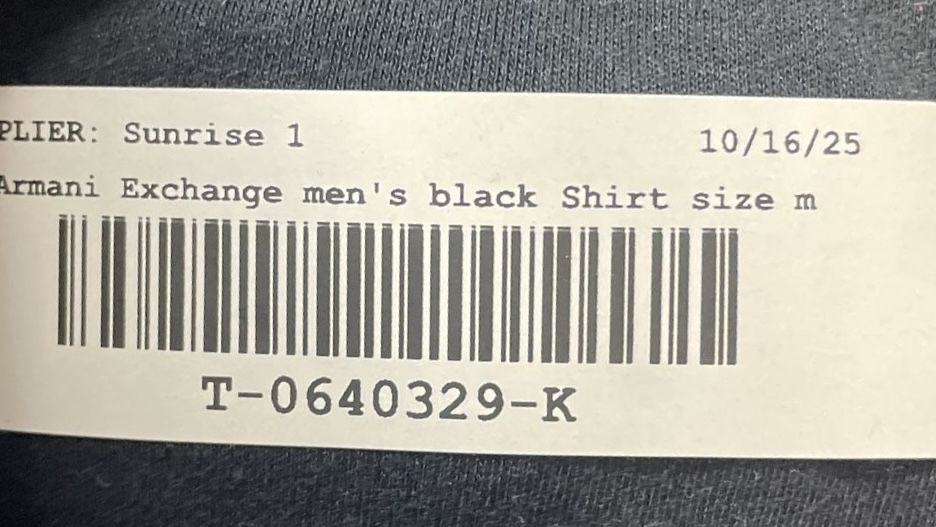 PLIER: Sunrise 1 10/16/25
Armani Exchange men's black Shirt size m
T-0640329-K